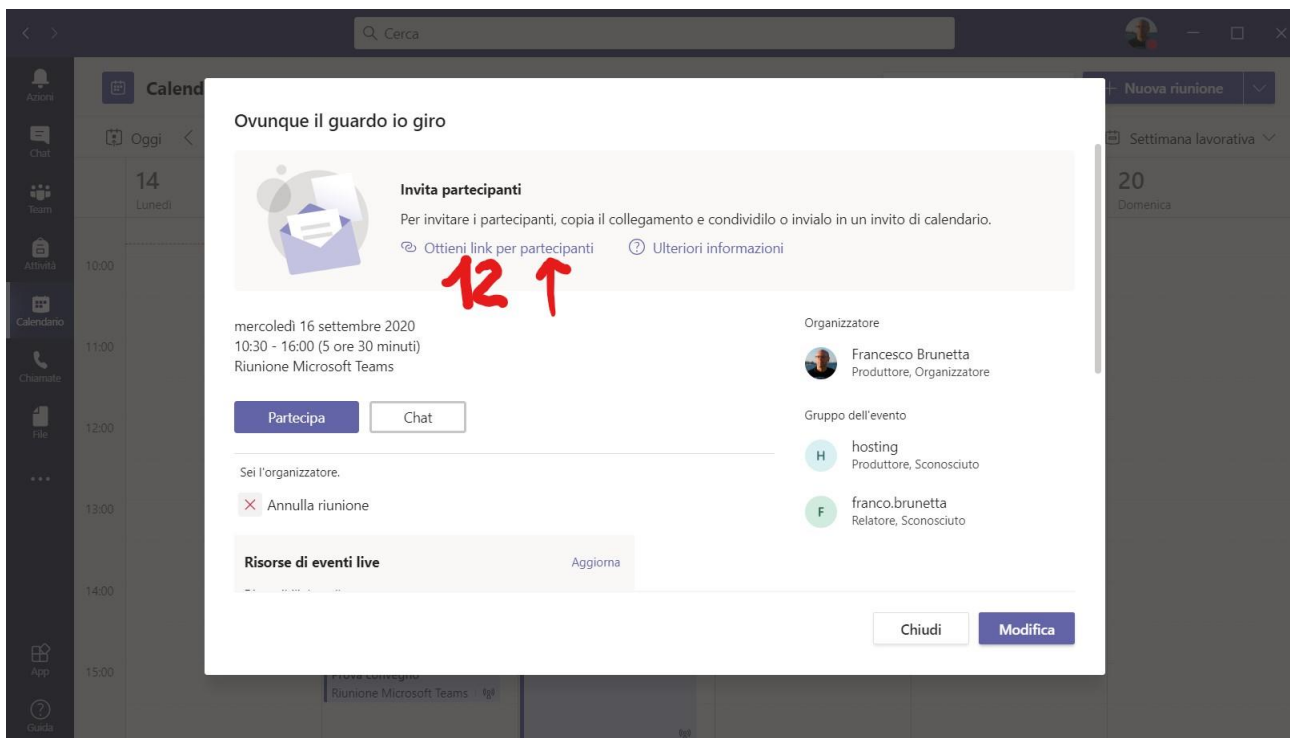 Cerca
Azioni
Chat
Team
Attività
Calendario
Chiamate
File
App
Guida
Calend
Nuova riunione
Oggi
Settimana lavorativa
14
Lunedì
20
Domenica
10:00
11:00
12:00
13:00
14:00
15:00
Ovunque il guardo io giro
Invita partecipanti
Per invitare i partecipanti, copia il collegamento e condividilo o invialo in un invito di calendario.
Ottieni link per partecipanti
Ulteriori informazioni
12
mercoledì 16 settembre 2020
10:30 - 16:00 (5 ore 30 minuti)
Riunione Microsoft Teams
Partecipa
Chat
Sei l'organizzatore.
Annulla riunione
Risorse di eventi live
Aggiorna
Organizzatore
Francesco Brunetta
Produttore, Organizzatore
Gruppo dell'evento
H
hosting
Produttore, Sconosciuto
F
franco.brunetta
Relatore, Sconosciuto
Chiudi
Modifica
Prova convegno
Riunione Microsoft Teams